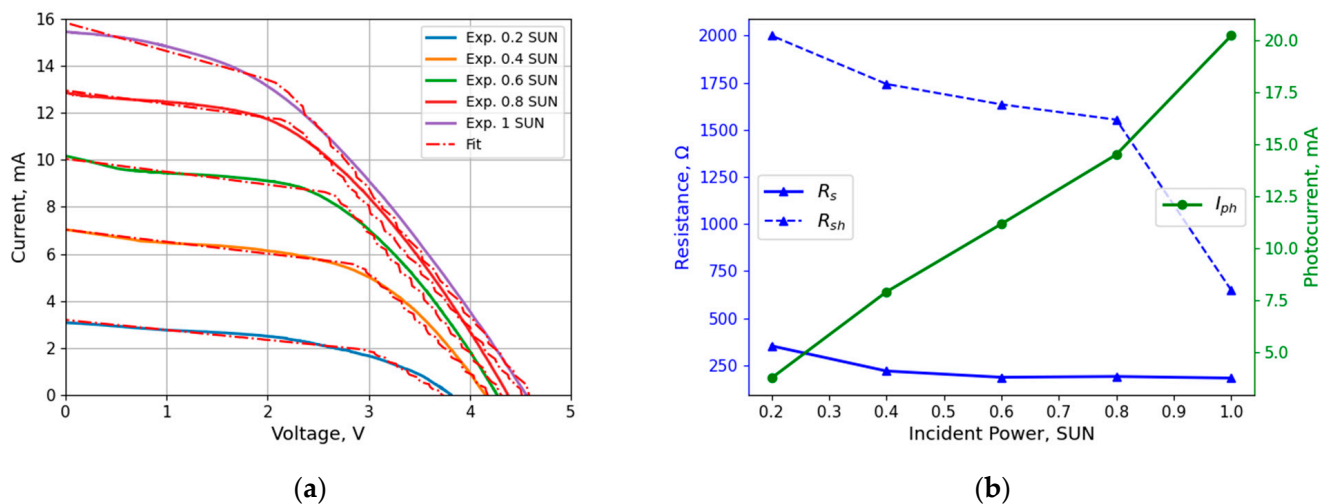 16
14
12
10
8
6
4
2
0
Current, mA
0
1
2
3
4
5
Voltage, V
Exp. 0.2 SUN
Exp. 0.4 SUN
Exp. 0.6 SUN
Exp. 0.8 SUN
Exp. 1 SUN
Fit
(a)
2000
1750
1500
1250
1000
750
500
250
Resistance, Ω
R_s
R_sh
I_ph
20.0
17.5
15.0
12.5
10.0
7.5
5.0
Photocurrent, mA
0.2 0.3 0.4 0.5 0.6 0.7 0.8 0.9 1.0
Incident Power, SUN
(b)